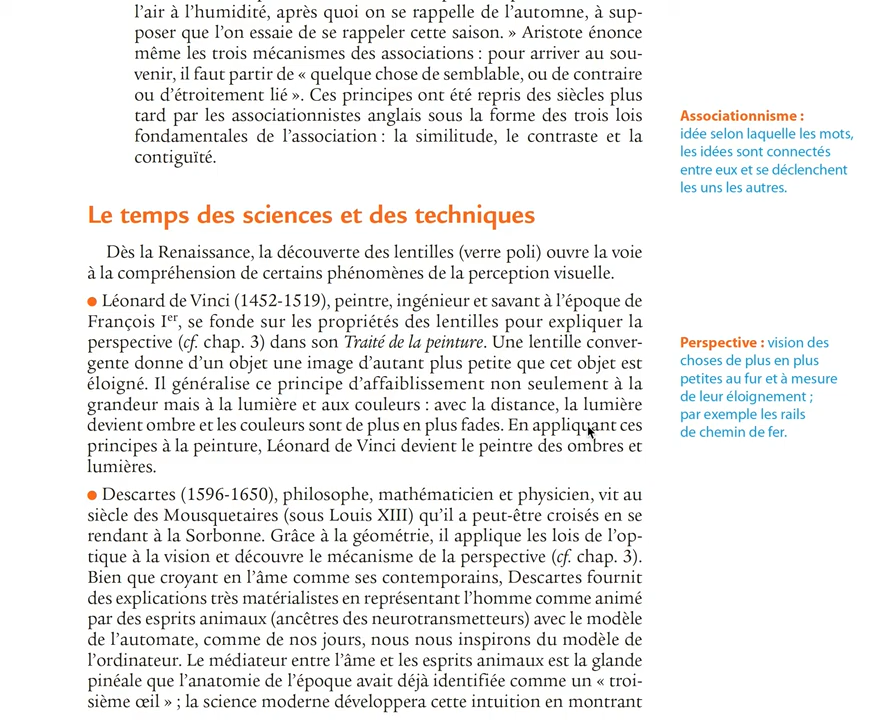 l'air à l'humidité, après quoi on se rappelle de l'automne, à sup-
poser que l'on essaie de se rappeler cette saison. » Aristote énonce
même les trois mécanismes des associations : pour arriver au sou-
venir, il faut partir de « quelque chose de semblable, ou de contraire
ou d'étroitement lié ». Ces principes ont été repris des siècles plus
tard par les associationnistes anglais sous la forme des trois lois
fondamentales de l'association : la similitude, le contraste et la
contiguïté.
Associationnisme :
idée selon laquelle les mots,
les idées sont connectés
entre eux et se déclenchent
les uns les autres.
Le temps des sciences et des techniques
Dès la Renaissance, la découverte des lentilles (verre poli) ouvre la voie
à la compréhension de certains phénomènes de la perception visuelle.
● Léonard de Vinci (1452-1519), peintre, ingénieur et savant à l'époque de
François Ier, se fonde sur les propriétés des lentilles pour expliquer la
perspective (cf. chap. 3) dans son Traité de la peinture. Une lentille conver-
gente donne d'un objet une image d'autant plus petite que cet objet est
éloigné. Il généralise ce principe d'affaiblissement non seulement à la
grandeur mais à la lumière et aux couleurs : avec la distance, la lumière
devient ombre et les couleurs sont de plus en plus fades. En appliquant ces
principes à la peinture, Léonard de Vinci devient le peintre des ombres et
lumières.
Perspective : vision des
choses de plus en plus
petites au fur et à mesure
de leur éloignement ;
par exemple les rails
de chemin de fer.
● Descartes (1596-1650), philosophe, mathématicien et physicien, vit au
siècle des Mousquetaires (sous Louis XIII) qu'il a peut-être croisés en se
rendant à la Sorbonne. Grâce à la géométrie, il applique les lois de l'op-
tique à la vision et découvre le mécanisme de la perspective (cf. chap. 3).
Bien que croyant en l'âme comme ses contemporains, Descartes fournit
des explications très matérialistes en représentant l'homme comme animé
par des esprits animaux (ancêtres des neurotransmetteurs) avec le modèle
de l'automate, comme de nos jours, nous nous inspirons du modèle de
l'ordinateur. Le médiateur entre l'âme et les esprits animaux est la glande
pinéale que l'anatomie de l'époque avait déjà identifiée comme un « troi-
sième œil » ; la science moderne développera cette intuition en montrant